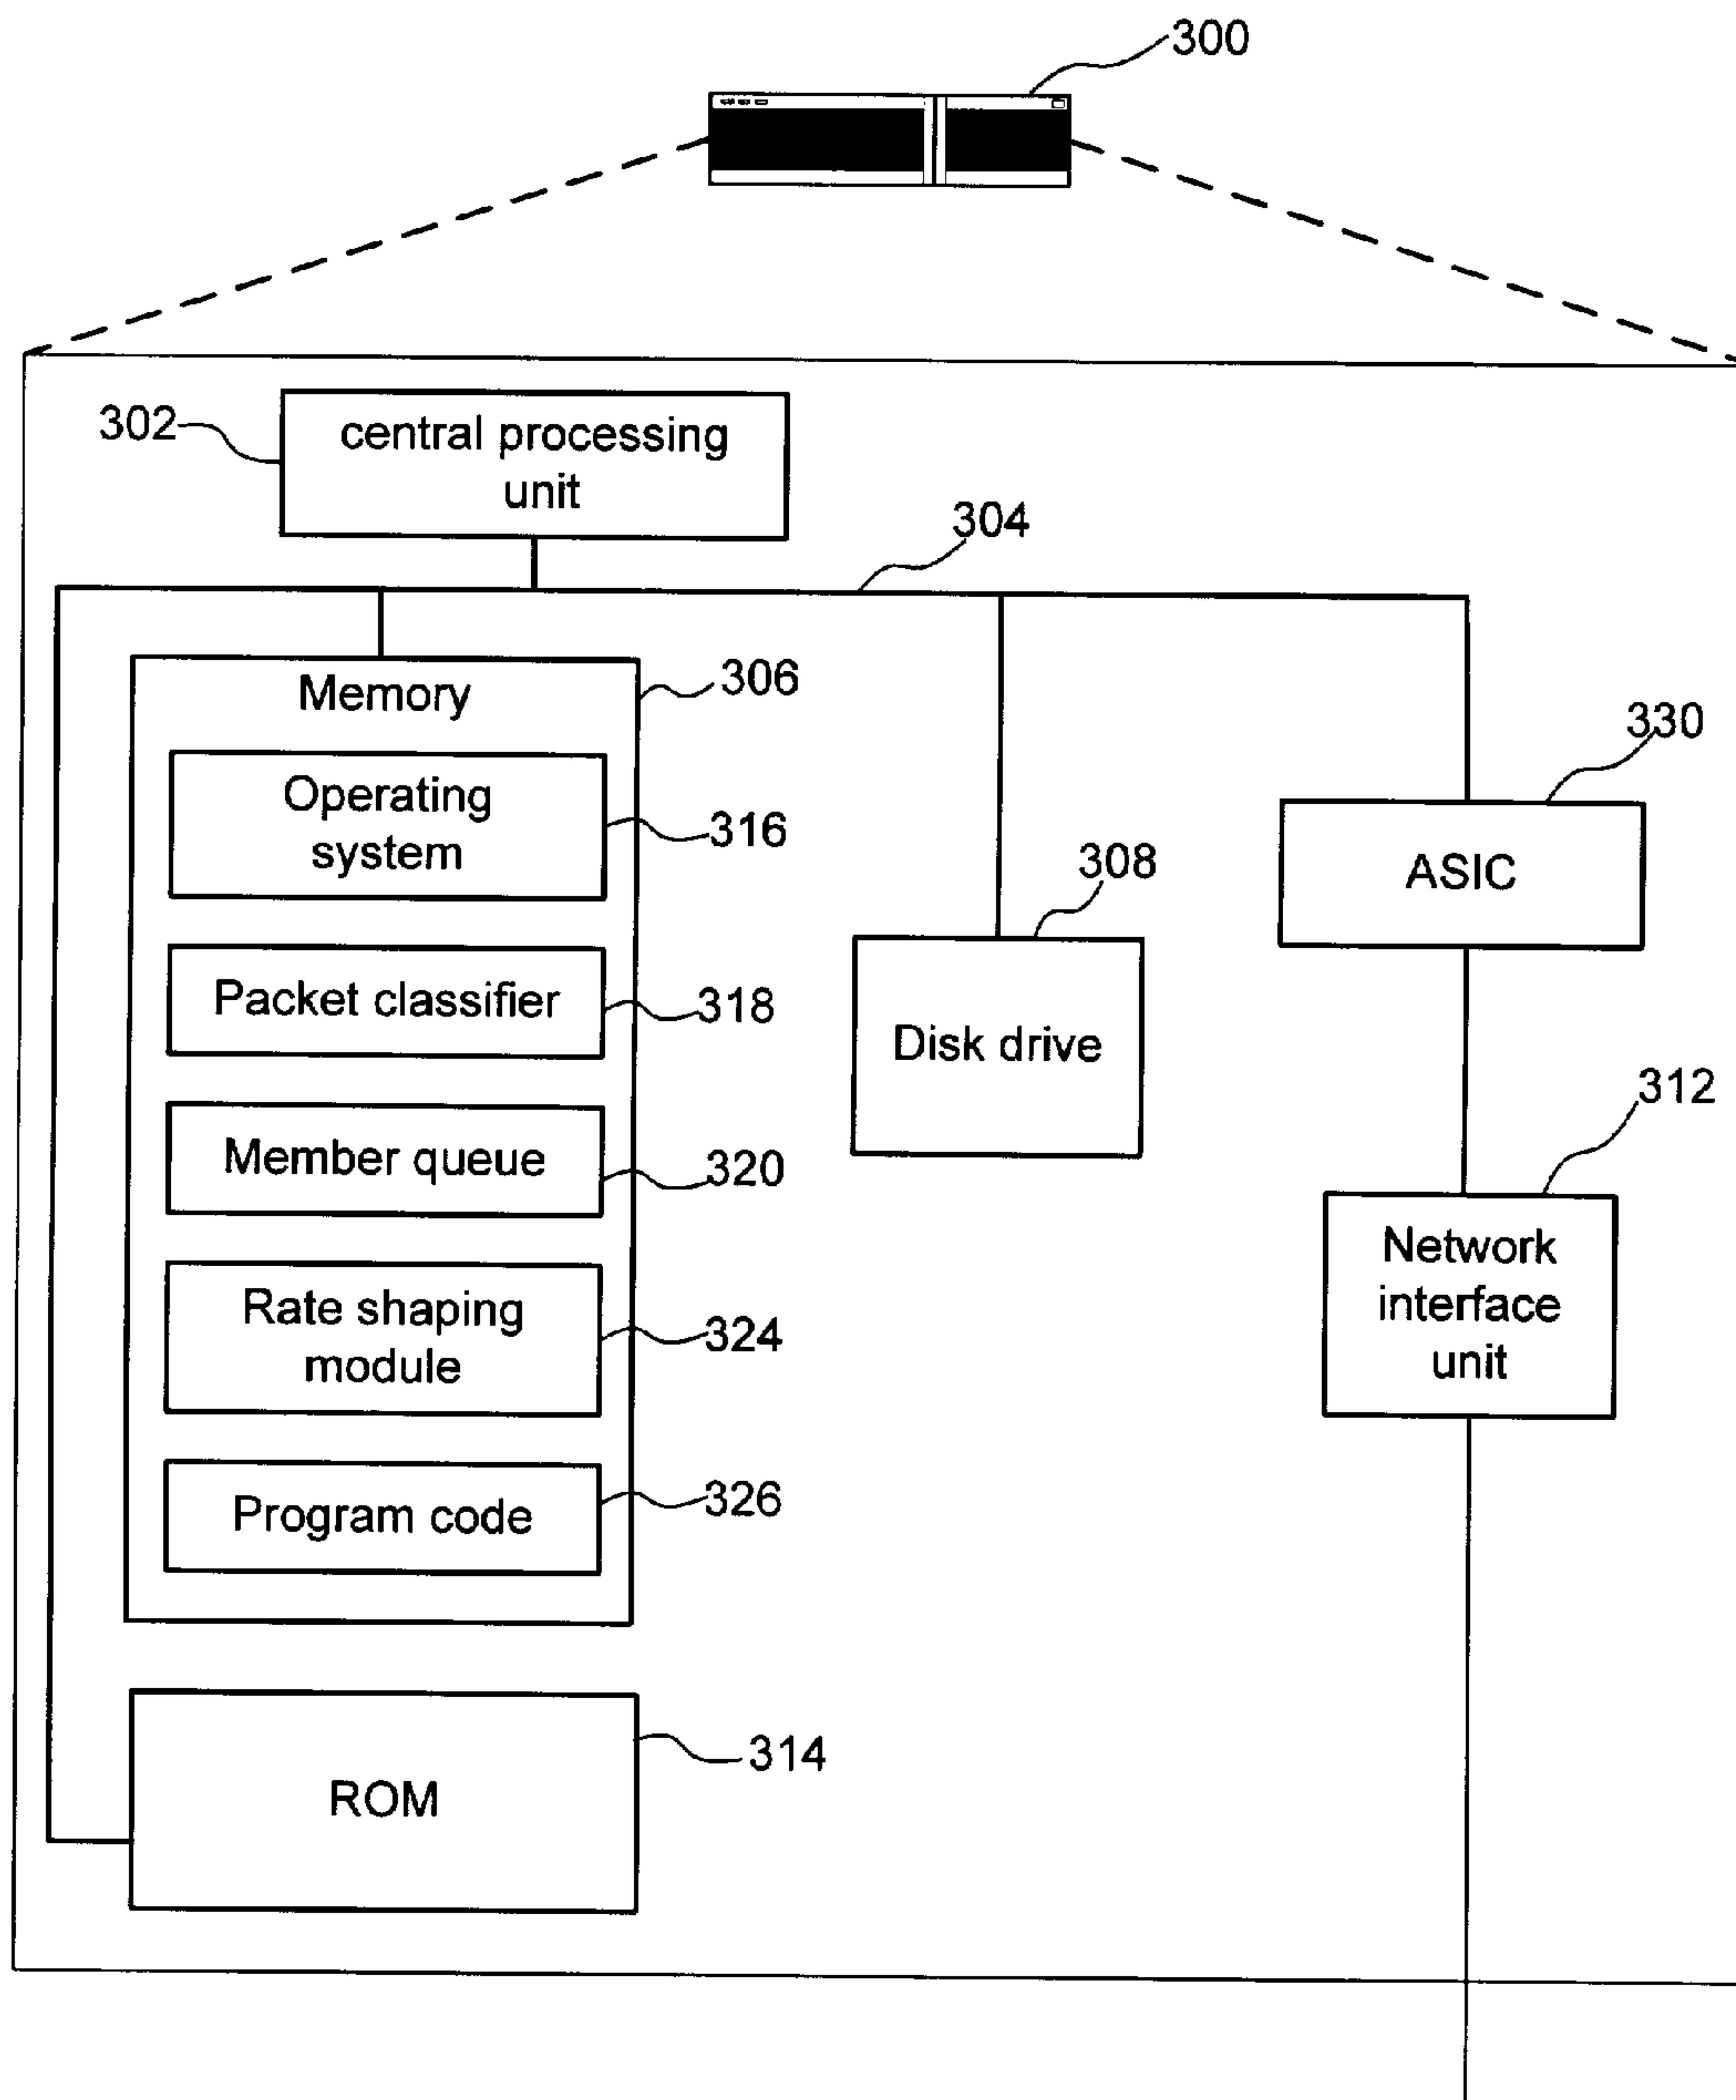 300
302
central processing
unit
304
Memory
306
Operating
system
316
Packet classifier
318
Member queue
320
Rate shaping
module
324
Program code
326
ROM
314
308
Disk drive
330
ASIC
312
Network
interface
unit